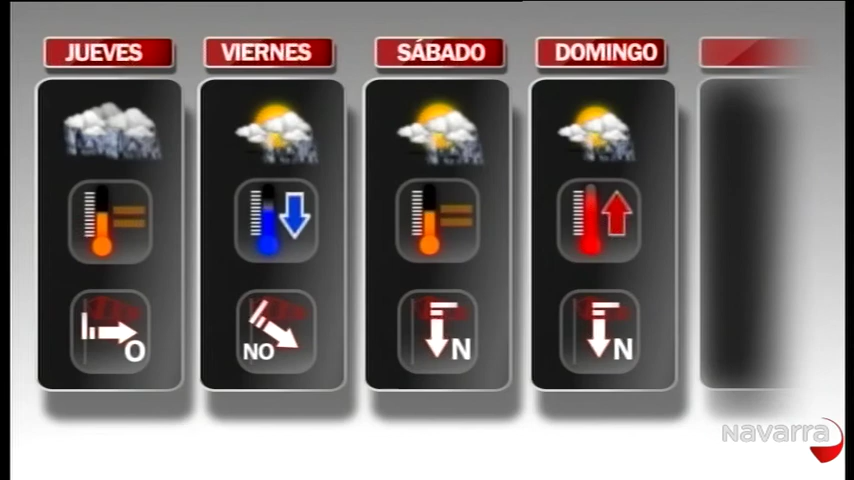 JUEVES
VIERNES
SÁBADO
DOMINGO
O
NO
N
N
Navarra